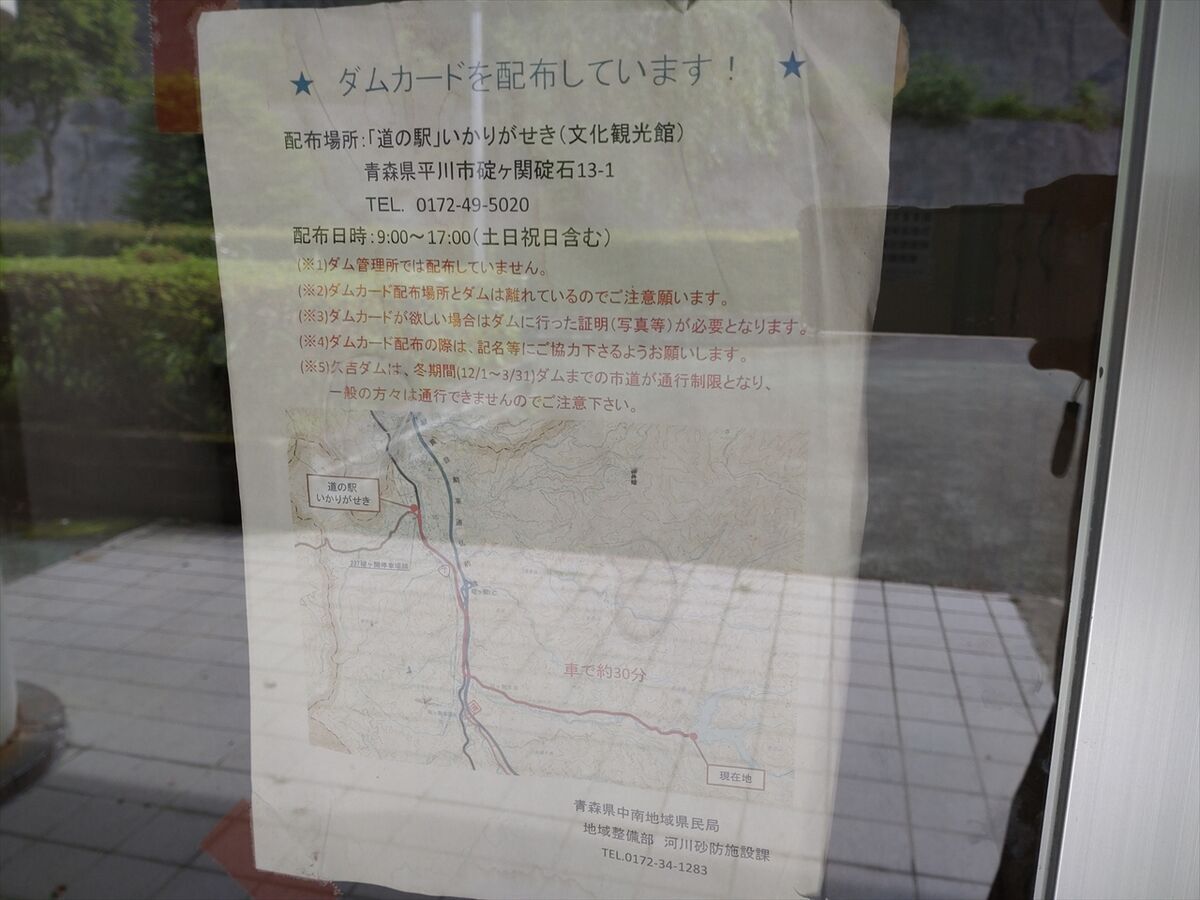 ★ ダムカードを配布しています！ ★
配布場所：「道の駅」いかりがせき（文化観光館）
青森県平川市碇ヶ関碇石13-1
TEL. 0172-49-5020
配布日時：9:00～17:00（土日祝日含む）
(※1)ダム管理所では配布していません。
(※2)ダムカード配布場所とダムは離れているのでご注意願います。
(※3)ダムカードが欲しい場合はダムに行った証明（写真等）が必要となります。
(※4)ダムカード配布の際は、記名等にご協力下さるようお願いします。
(※5)久吉ダムは、冬期間(12/1～3/31)ダムまでの市道が通行制限となり、
一般の方々は通行できませんのでご注意下さい。
道の駅
いかりがせき
車で約30分
現在地
青森県中南地域県民局
地域整備部 河川砂防施設課
TEL.0172-34-1283